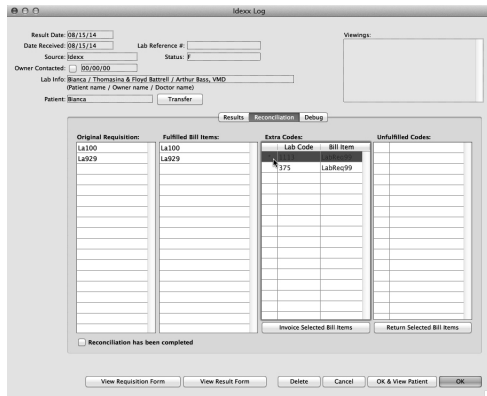 Idexx Log
Result Date: 08/15/14
Date Received: 08/15/14 Lab Reference #:
Source: Idexx Status: F
Owner Contacted: 00/00/00
Lab Info: Bianca / Thomasina & Floyd Battrell / Arthur Bass, VMD
(Patient name / Owner name / Doctor name)
Patient: Bianca Transfer
Viewings:
Results Reconciliation Debug
Original Requisition: Fulfilled Bill Items: Extra Codes: Unfulfilled Codes:
Lab Code Bill Item
La100 La100
La929 La929 375 LabReq99
Invoice Selected Bill Items Return Selected Bill Items
Reconciliation has been completed
View Requisition Form View Result Form Delete Cancel OK & View Patient OK